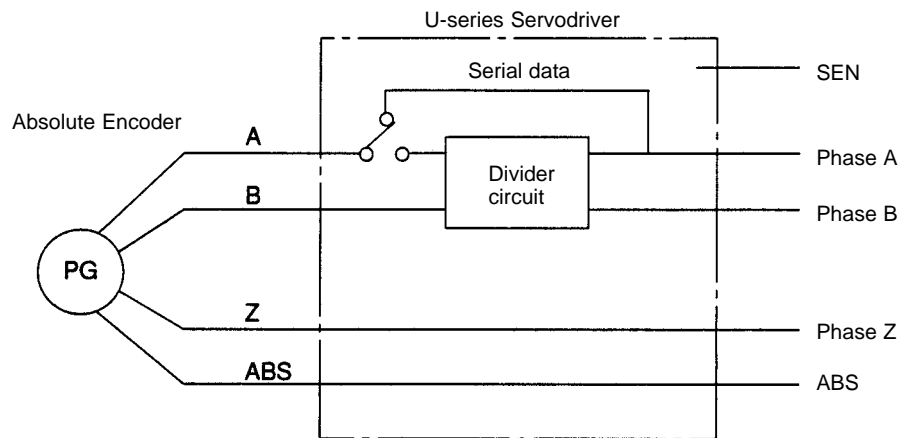 U-series Servodriver
Serial data
SEN
Absolute Encoder
A
Phase A
Divider
circuit
B
Phase B
PG
Z
Phase Z
ABS
ABS